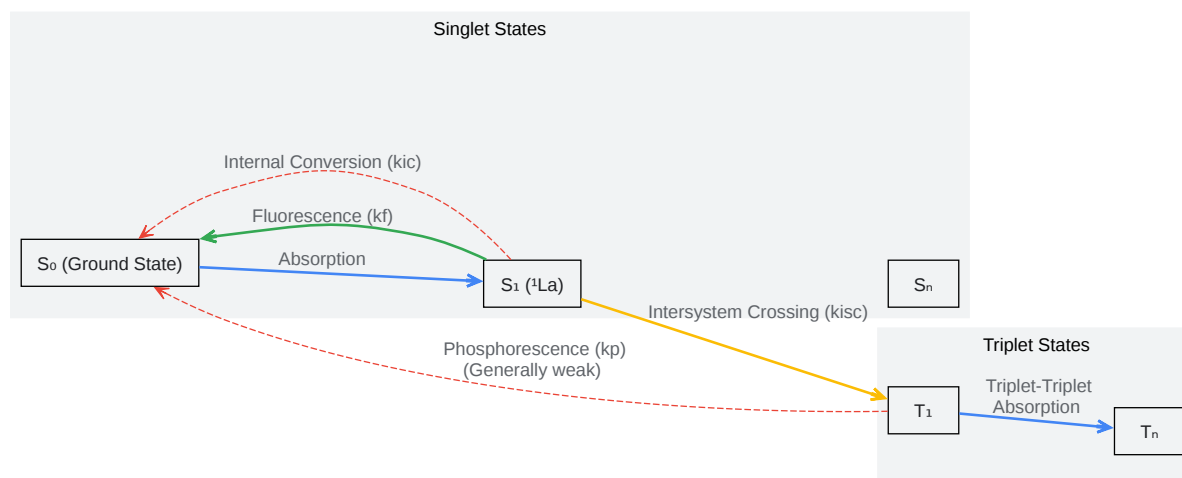 Singlet States
Internal Conversion (kic)
Fluorescence (kf)
Absorption
S₀ (Ground State)
S₁ (¹La)
Sₙ
Intersystem Crossing (kisc)
Phosphorescence (kp)
(Generally weak)
Triplet States
Triplet-Triplet
Absorption
T₁
Tₙ